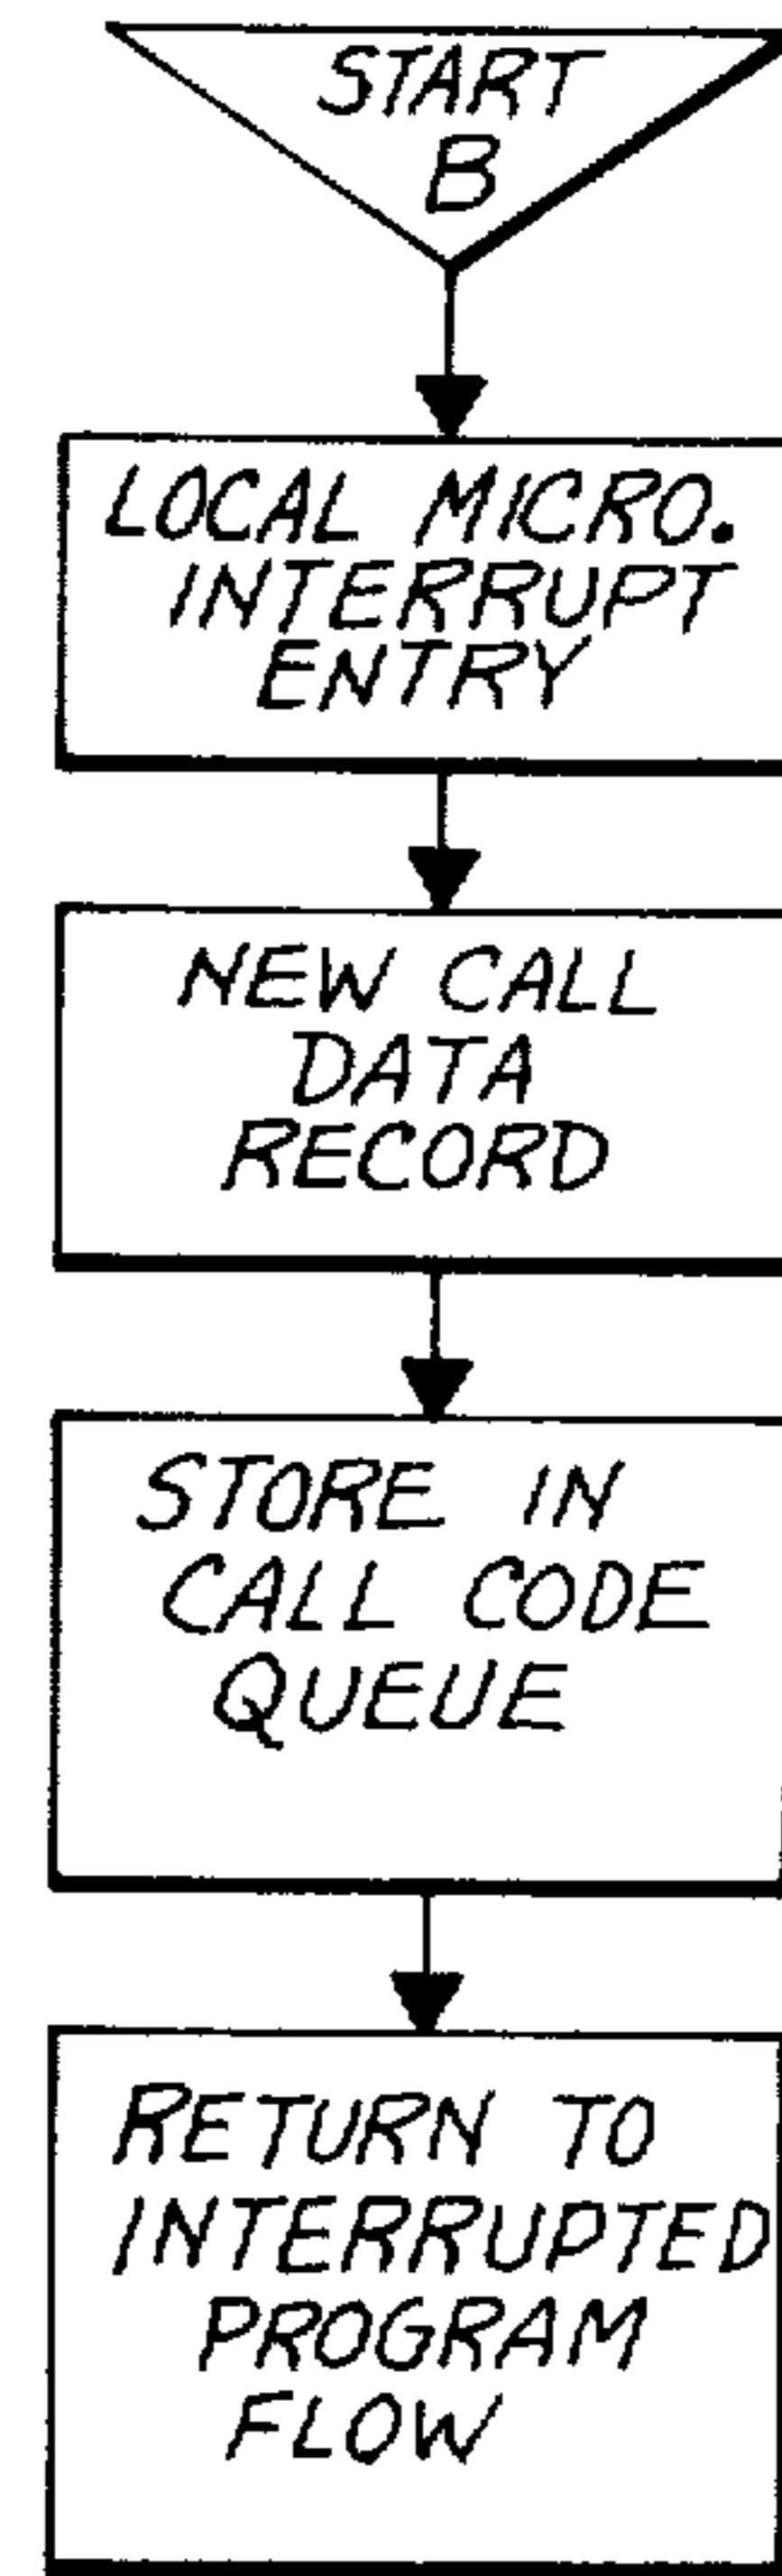 START
B
LOCAL MICRO.
INTERRUPT
ENTRY
NEW CALL
DATA
RECORD
STORE IN
CALL CODE
QUEUE
RETURN TO
INTERRUPTED
PROGRAM
FLOW